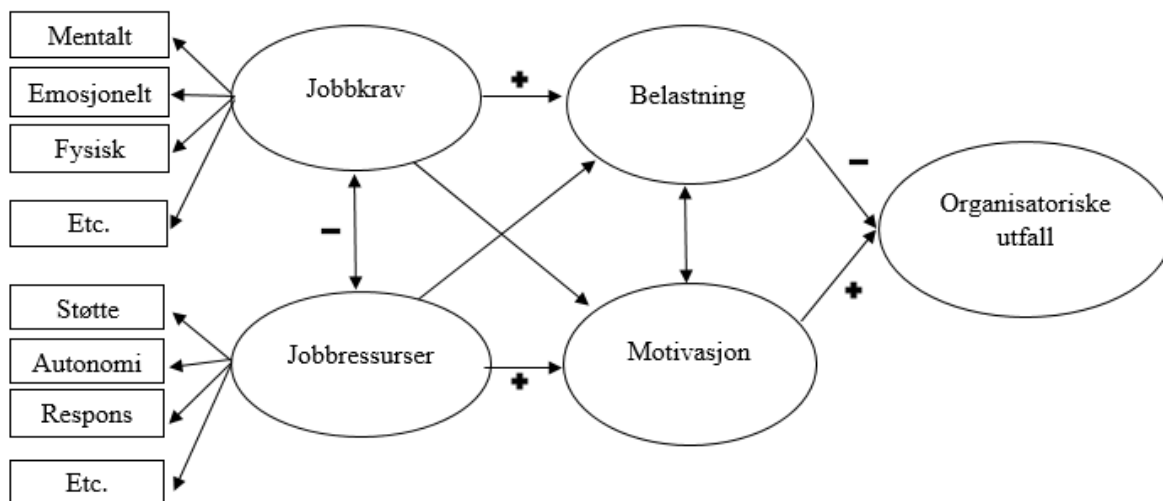 Mentalt
Emosjonelt
Fysisk
Etc.
Støtte
Autonomi
Respons
Etc.
Jobbkrav
+
Belastning
−
−
Organisatoriske
utfall
Jobbressurser
+
Motivasjon
+